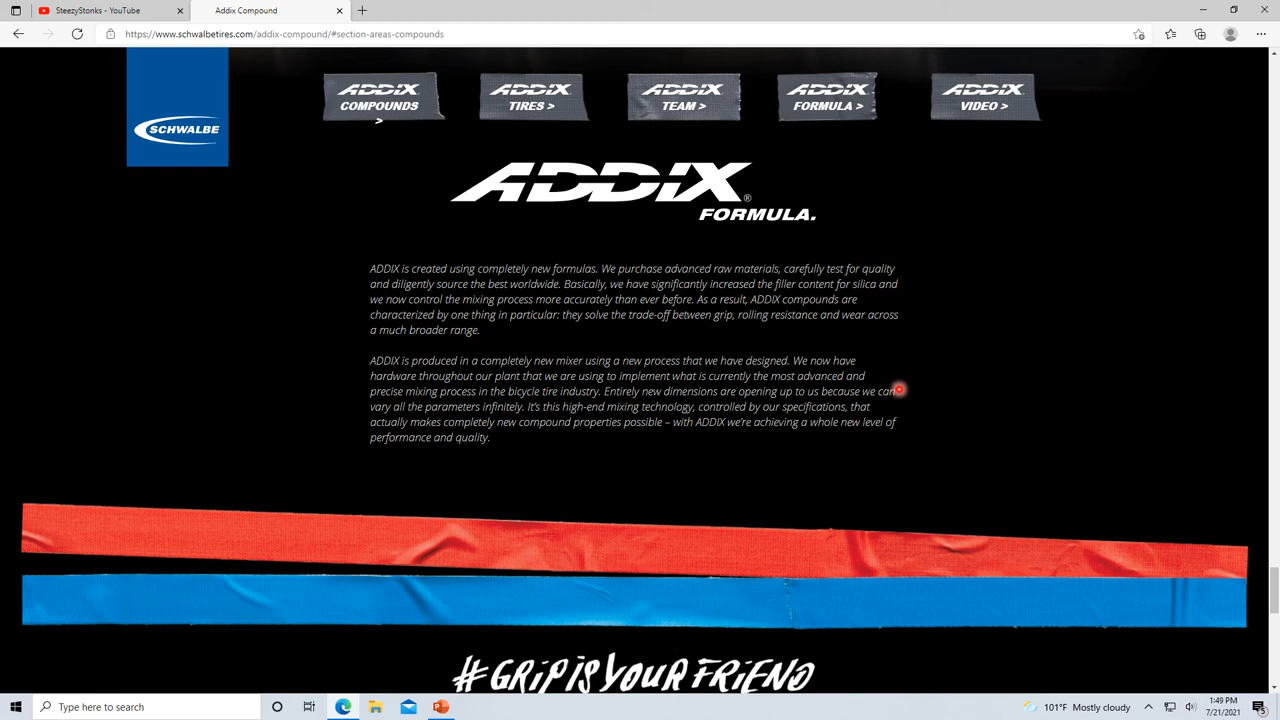 SteezyStonks - YouTube
Addix Compound
https://www.schwalbetires.com/addix-compound/#section-areas-compounds
SCHWALBE
ADDIX
COMPOUNDS
>
ADDIX
TIRES >
ADDIX
TEAM >
ADDIX
FORMULA >
ADDIX
VIDEO >
ADDIX®
FORMULA.
ADDIX is created using completely new formulas. We purchase advanced raw materials, carefully test for quality
and diligently source the best worldwide. Basically, we have significantly increased the filler content for silica and
we now control the mixing process more accurately than ever before. As a result, ADDIX compounds are
characterized by one thing in particular: they solve the trade-off between grip, rolling resistance and wear across
a much broader range.
ADDIX is produced in a completely new mixer using a new process that we have designed. We now have
hardware throughout our plant that we are using to implement what is currently the most advanced and
precise mixing process in the bicycle tire industry. Entirely new dimensions are opening up to us because we can
vary all the parameters infinitely. It's this high-end mixing technology, controlled by our specifications, that
actually makes completely new compound properties possible – with ADDIX we're achieving a whole new level of
performance and quality.
#GRIPISYOURFRIEND
Type here to search
101°F Mostly cloudy
1:49 PM
7/21/2021
5